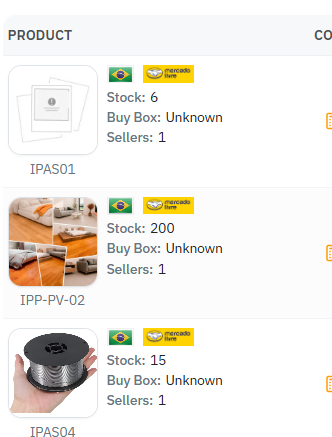 PRODUCT
CO
mercado
livre
Stock: 6
Buy Box: Unknown
Sellers: 1
IPAS01
mercado
livre
Stock: 200
Buy Box: Unknown
Sellers: 1
IPP-PV-02
mercado
livre
Stock: 15
Buy Box: Unknown
Sellers: 1
IPAS04